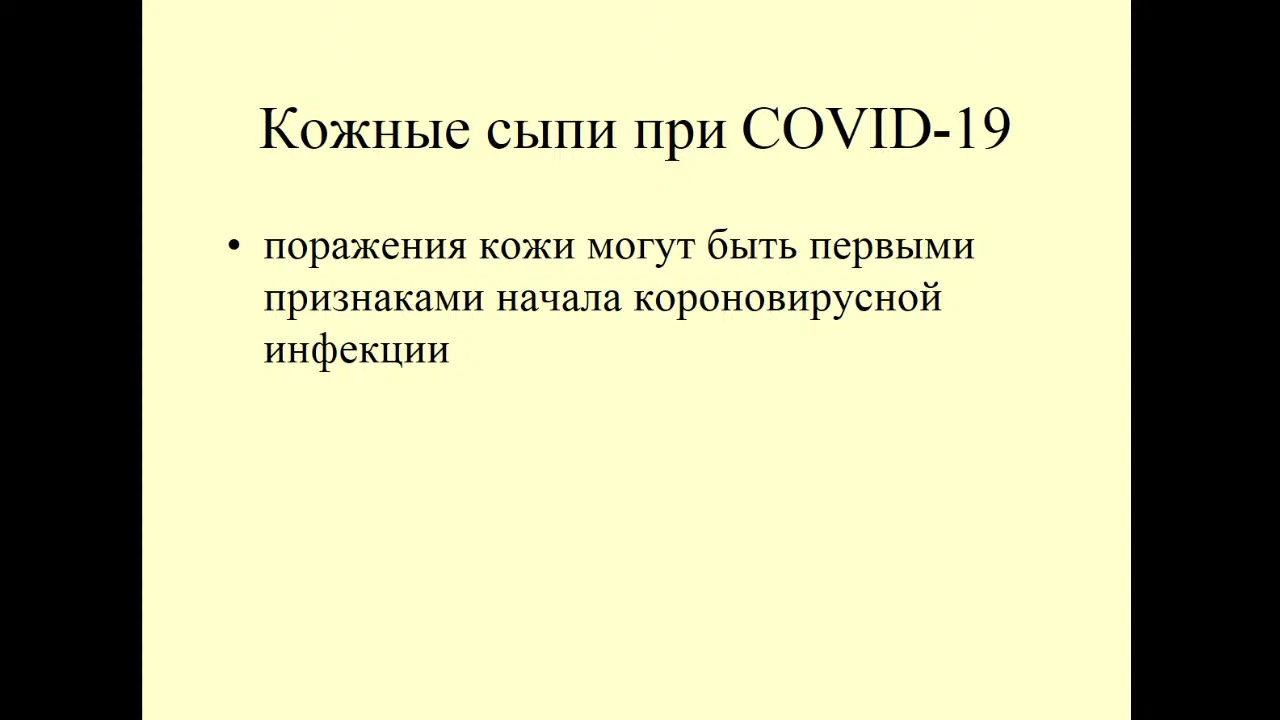 Кожные сыпи при COVID-19
• поражения кожи могут быть первыми
признаками начала короновирусной
инфекции